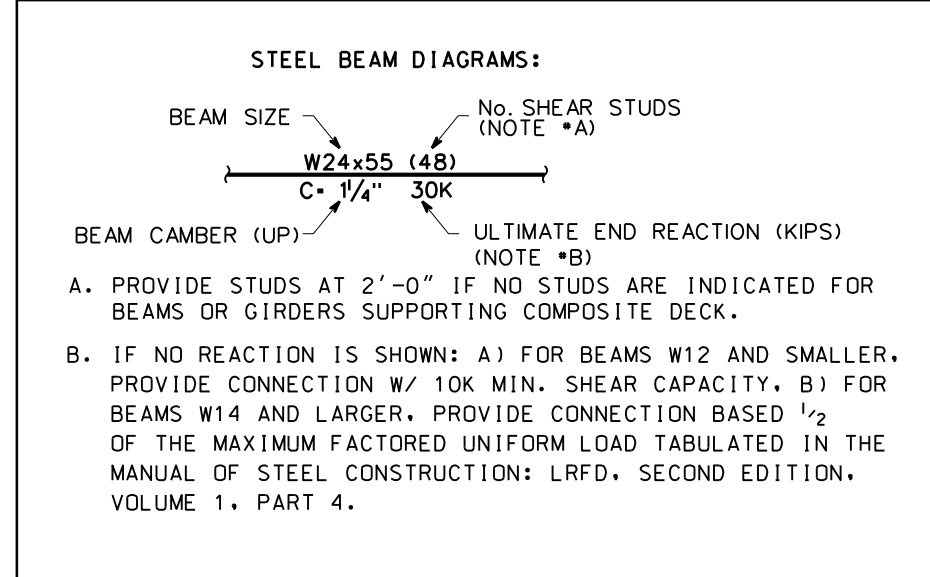 STEEL BEAM DIAGRAMS:
BEAM SIZE
No. SHEAR STUDS
(NOTE *A)
W24x55 (48)
C= 1 1/4" 30K
BEAM CAMBER (UP)
ULTIMATE END REACTION (KIPS)
(NOTE *B)
A. PROVIDE STUDS AT 2'-0" IF NO STUDS ARE INDICATED FOR
BEAMS OR GIRDERS SUPPORTING COMPOSITE DECK.
B. IF NO REACTION IS SHOWN: A) FOR BEAMS W12 AND SMALLER,
PROVIDE CONNECTION W/ 10K MIN. SHEAR CAPACITY, B) FOR
BEAMS W14 AND LARGER, PROVIDE CONNECTION BASED 1/2
OF THE MAXIMUM FACTORED UNIFORM LOAD TABULATED IN THE
MANUAL OF STEEL CONSTRUCTION: LRFD, SECOND EDITION,
VOLUME 1, PART 4.